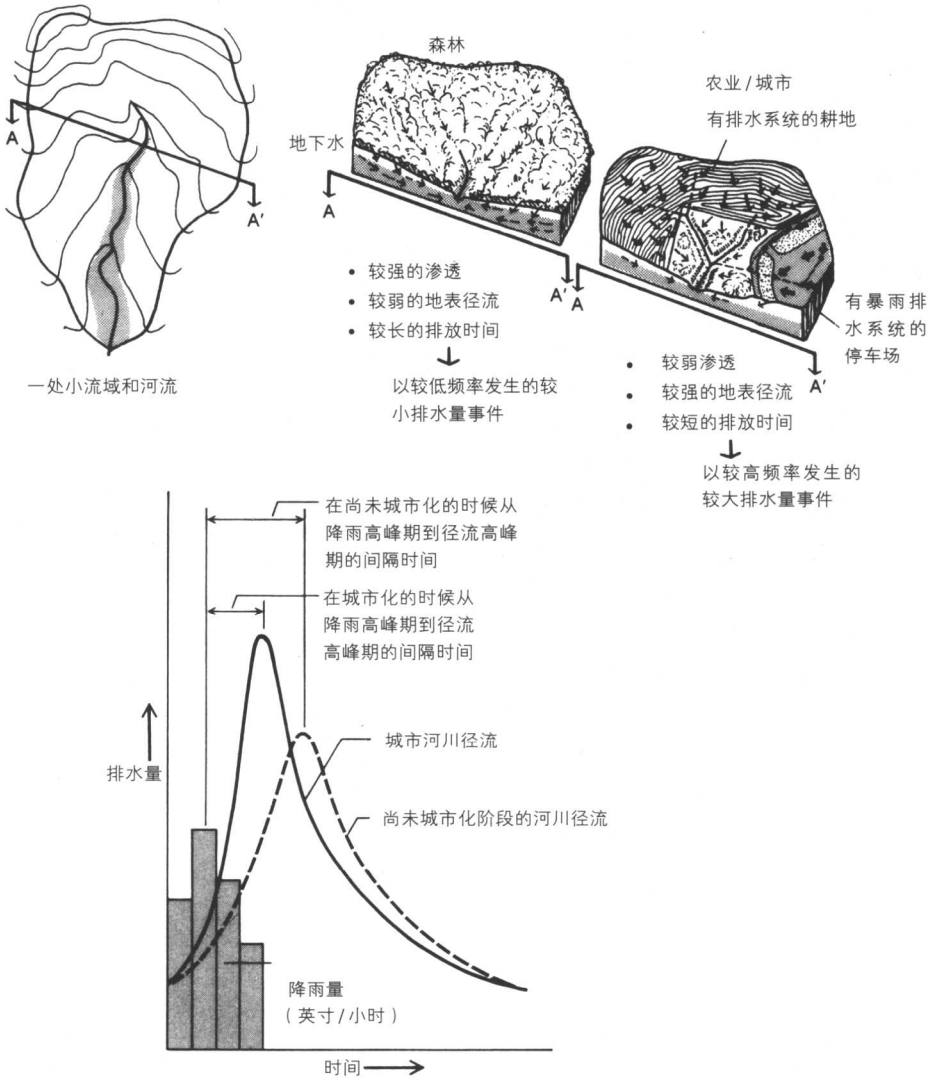 A
A'
一处小流域和河流
森林
地下水
A
A'
• 较强的渗透
• 较弱的地表径流
• 较长的排放时间
以较低频率发生的较
小排水量事件
农业/城市
有排水系统的耕地
A
A'
有暴雨排
水系统的
停车场
• 较弱渗透
• 较强的地表径流
• 较短的排放时间
以较高频率发生的
较大排水量事件
在尚未城市化的时候从
降雨高峰期到径流高峰
期的间隔时间
在城市化的时候从
降雨高峰期到径流
高峰期的间隔时间
城市河川径流
排水量
尚未城市化阶段的河川径流
降雨量
(英寸/小时)
时间